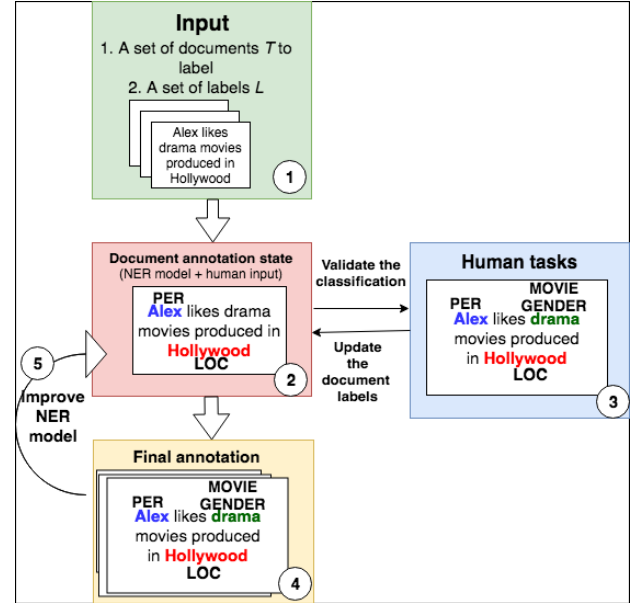 Input
1. A set of documents T to
label
2. A set of labels L
Alex likes
drama movies
produced in
Hollywood
1
Document annotation state
(NER model + human input)
PER
Alex likes drama
movies produced in
Hollywood
LOC
2
Validate the
classification
Update
the
document
labels
Human tasks
MOVIE
PER GENDER
Alex likes drama
movies produced
in Hollywood
LOC
3
5
Improve
NER
model
Final annotation
MOVIE
PER GENDER
Alex likes drama
movies produced
in Hollywood
LOC
4